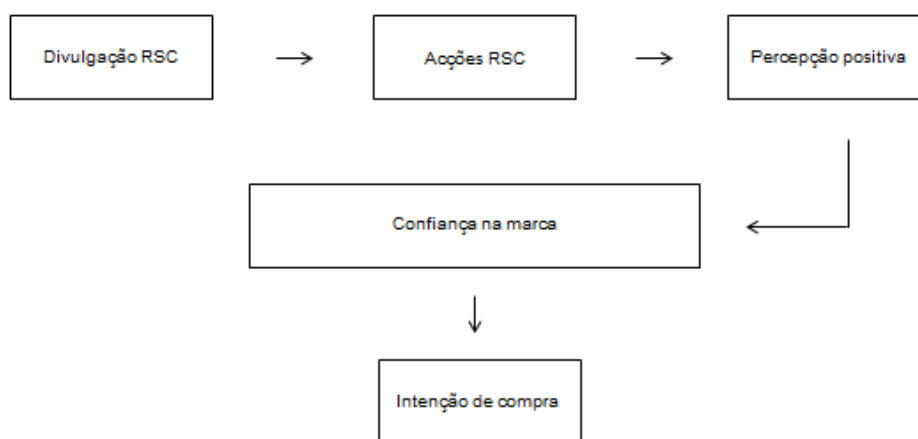 Divulgação RSC
Acções RSC
Percepção positiva
Confiança na marca
Intenção de compra